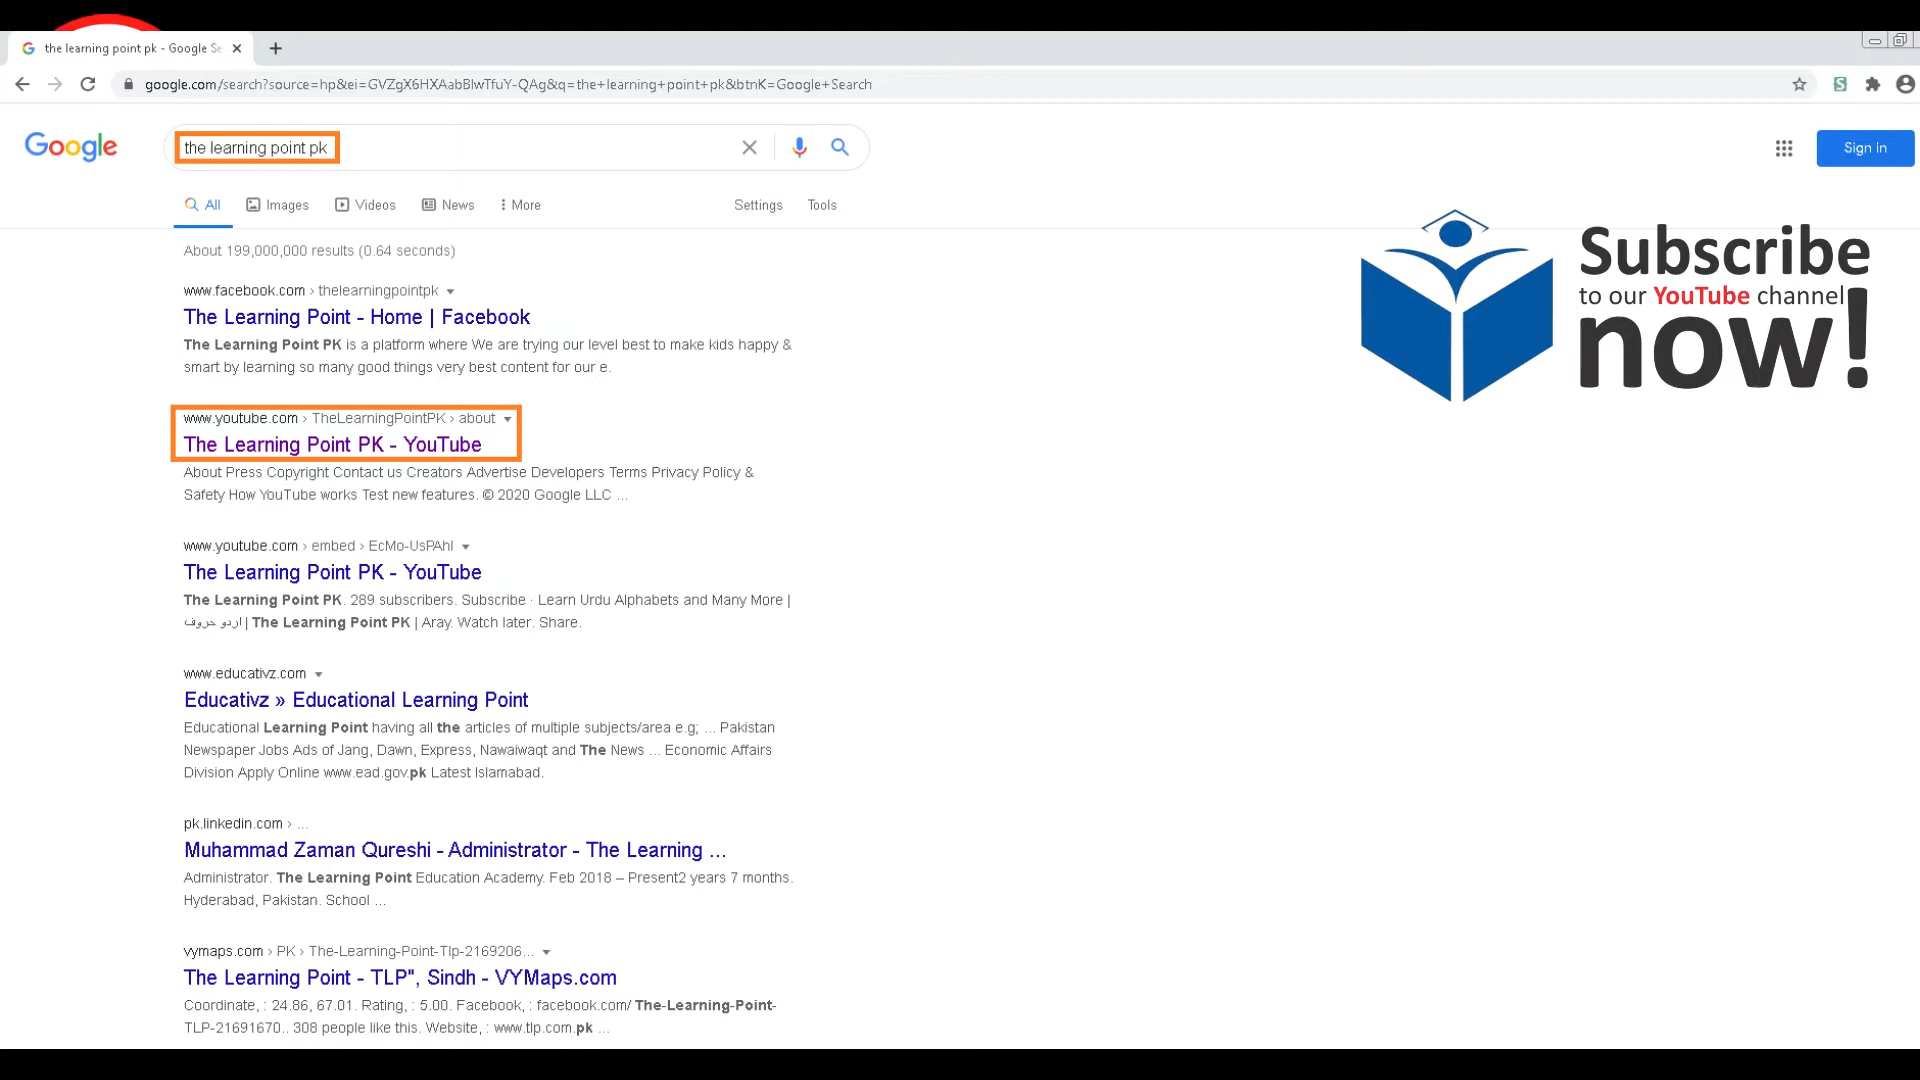 the learning point pk - Google Se
google.com/search?source=hp&ei=GVZgX6HXAabBlwTfuY-QAg&q=the+learning+point+pk&btnK=Google+Search
Google
the learning point pk
Sign in
All
Images
Videos
News
More
Settings
Tools
About 199,000,000 results (0.64 seconds)
Subscribe
to our YouTube channel
now!
www.facebook.com › thelearningpointpk
The Learning Point - Home | Facebook
The Learning Point PK is a platform where We are trying our level best to make kids happy &
smart by learning so many good things very best content for our e.
www.youtube.com › TheLearningPointPK › about
The Learning Point PK - YouTube
About Press Copyright Contact us Creators Advertise Developers Terms Privacy Policy &
Safety How YouTube works Test new features. © 2020 Google LLC ...
www.youtube.com › embed › EcMo-UsPAhI
The Learning Point PK - YouTube
The Learning Point PK. 289 subscribers. Subscribe · Learn Urdu Alphabets and Many More |
اردو حروف | The Learning Point PK | Aray. Watch later. Share.
www.educativz.com
Educativz » Educational Learning Point
Educational Learning Point having all the articles of multiple subjects/area e.g; ... Pakistan
Newspaper Jobs Ads of Jang, Dawn, Express, Nawaiwaqt and The News ... Economic Affairs
Division Apply Online www.ead.gov.pk Latest Islamabad.
pk.linkedin.com › ...
Muhammad Zaman Qureshi - Administrator - The Learning ...
Administrator. The Learning Point Education Academy. Feb 2018 – Present2 years 7 months.
Hyderabad, Pakistan. School ...
vymaps.com › PK › The-Learning-Point-Tlp-2169206...
The Learning Point - TLP", Sindh - VYMaps.com
Coordinate, : 24.86, 67.01. Rating, : 5.00. Facebook, : facebook.com/ The-Learning-Point-
TLP-21691670.. 308 people like this. Website, : www.tlp.com.pk ...